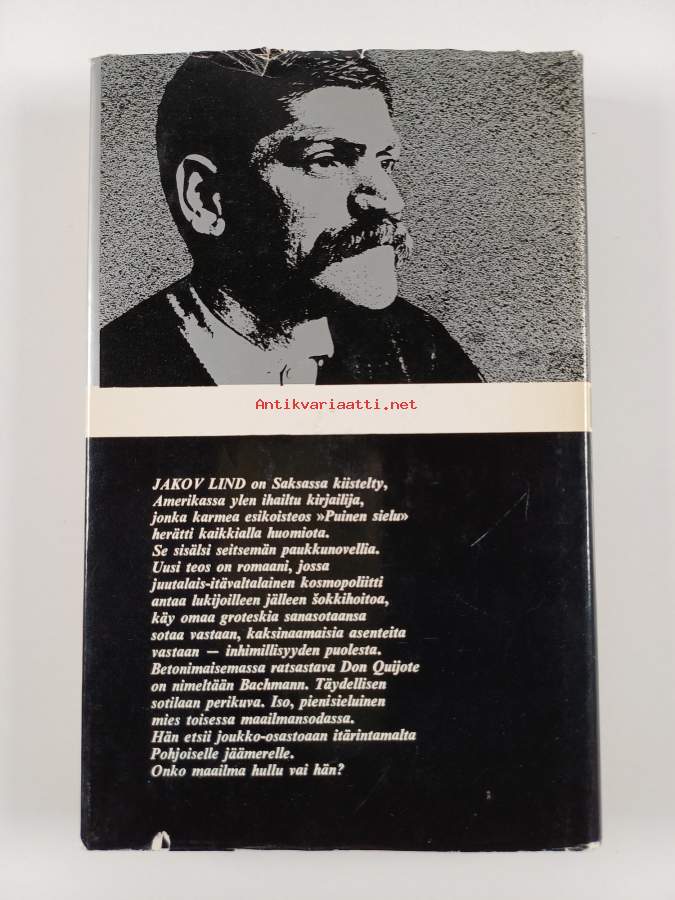 Antikvariaatti.net
JAKOV LIND on Saksassa kiistelty,
Amerikassa ylen ihailtu kirjailija,
jonka karmea esikoisteos »Puinen sielu»
herätti kaikkialla huomiota.
Se sisälsi seitsemän paukkunovellia.
Uusi teos on romaani, jossa
juutalais-itävaltalainen kosmopoliitti
antaa lukijoilleen jälleen šokkihoitoa,
käy omaa groteskia sanasotaansa
sotaa vastaan, kaksinaamaisia asenteita
vastaan — inhimillisyyden puolesta.
Betonimaisemassa ratsastava Don Quijote
on nimeltään Bachmann. Täydellisen
sotilaan perikuva. Iso, pienisieluinen
mies toisessa maailmansodassa.
Hän etsii joukko-osastoaan itärintamalta
Pohjoiselle jäämerelle.
Onko maailma hullu vai hän?